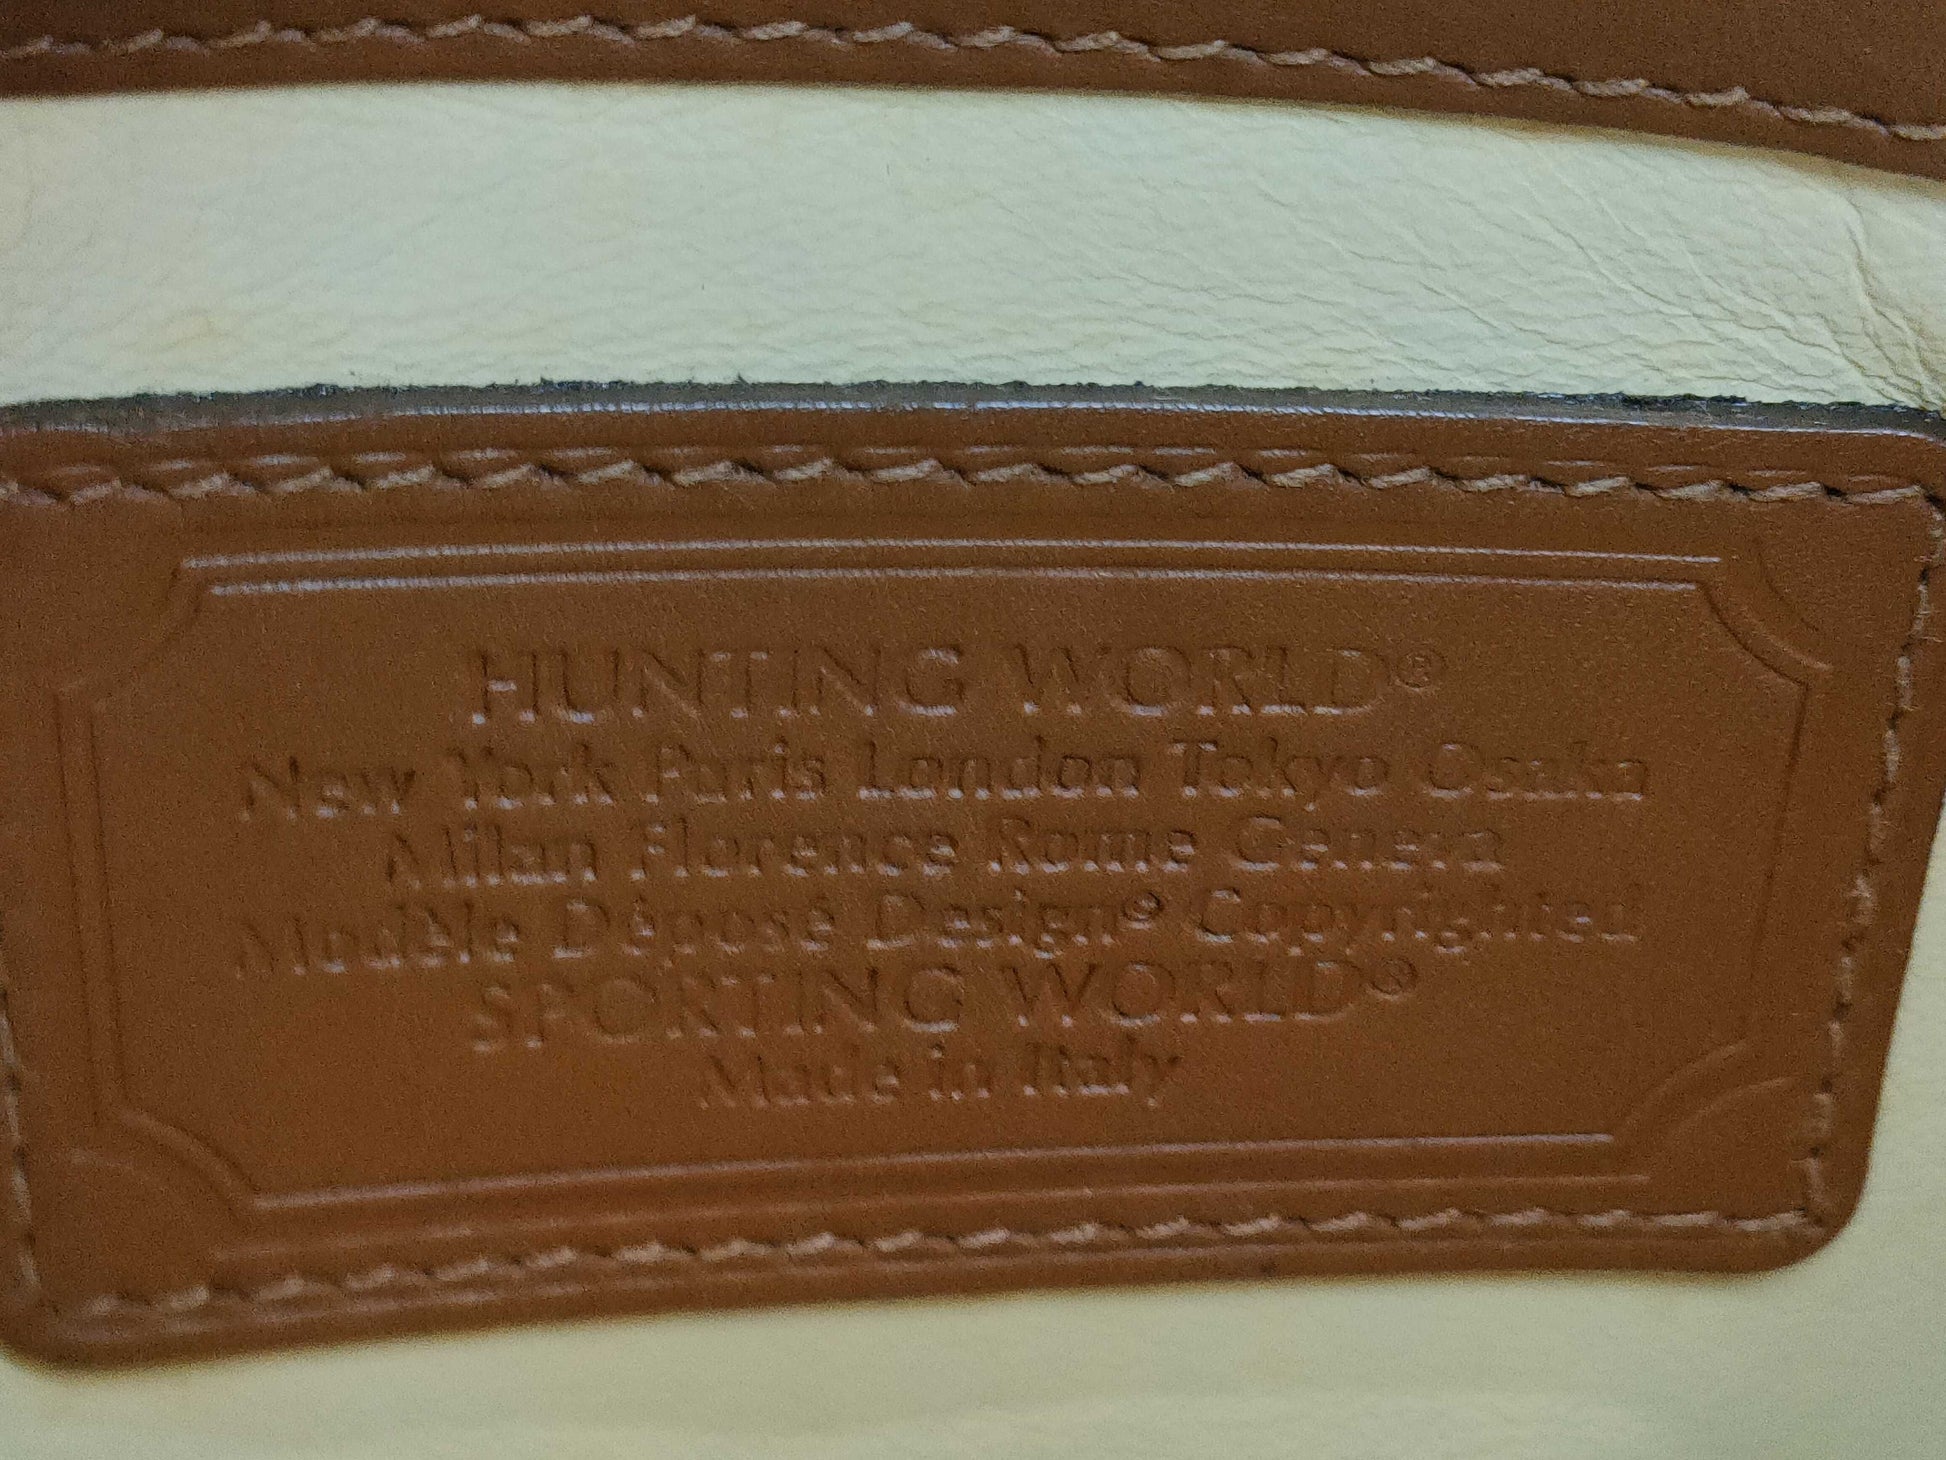 HUNTING WORLD®
New York Paris London Tokyo Osaka
Milan Florence Rome Geneva
Modèle Déposé Design® Copyrighted
SPORTING WORLD®
Made in Italy